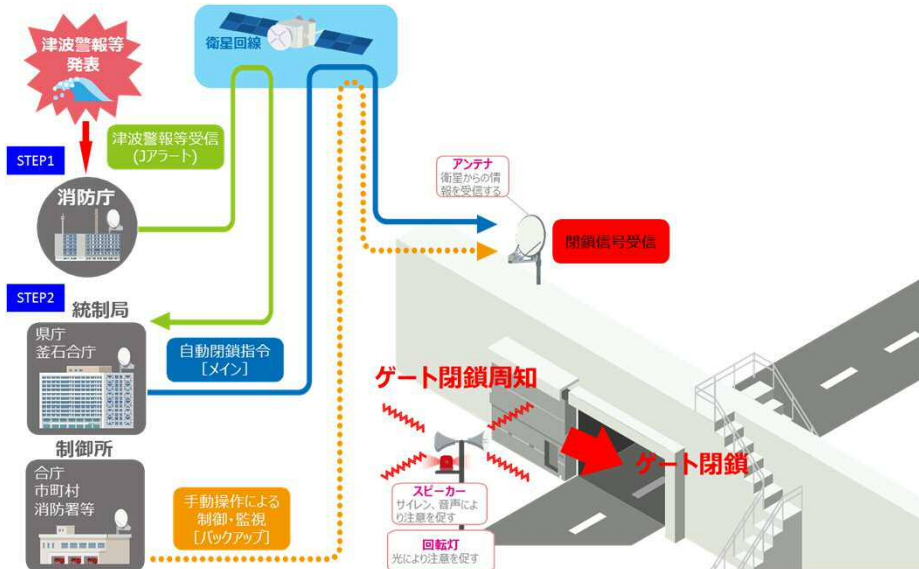 津波警報等
発表
衛星回線
津波警報等受信
(Jアラート)
STEP1
消防庁
アンテナ
衛星からの情
報を受信する
閉鎖信号受信
STEP2
統制局
県庁
釜石合庁
自動閉鎖指令
[メイン]
ゲート閉鎖周知
ゲート閉鎖
制御所
合庁
市町村
消防署等
手動操作による
制御・監視
[バックアップ]
スピーカー
サイレン、音声によ
り注意を促す
回転灯
光により注意を促す